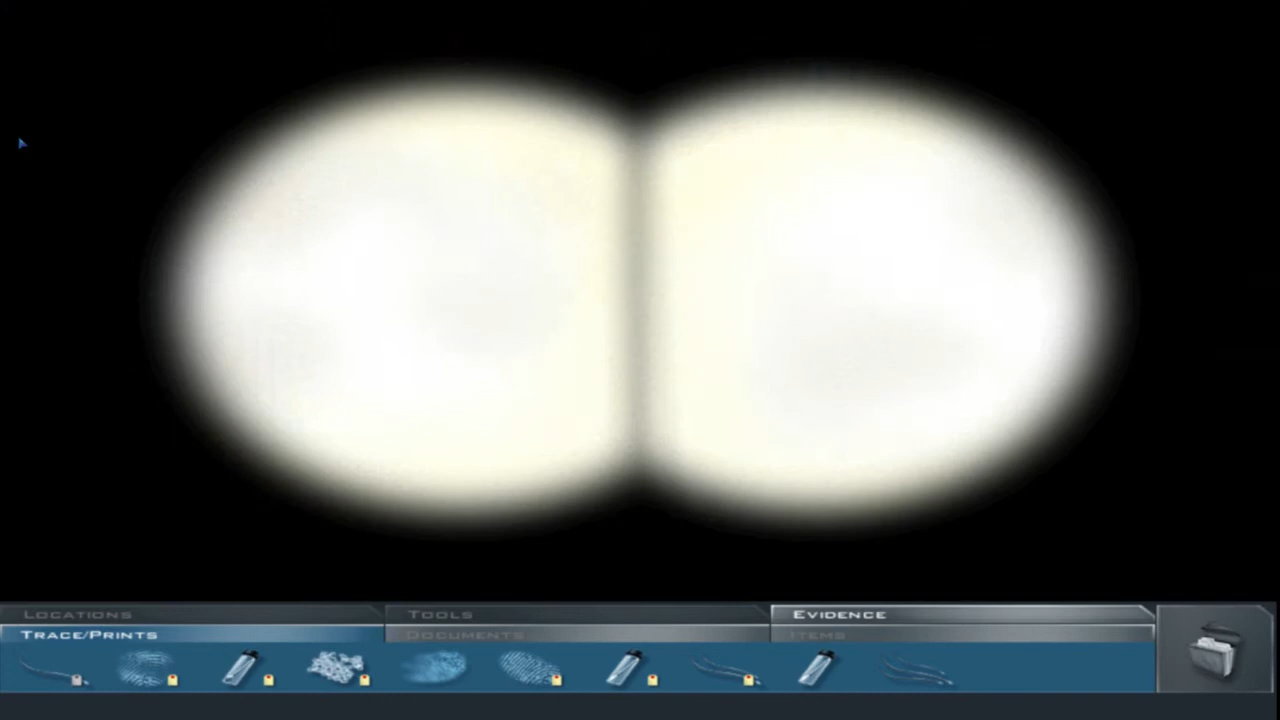 LOCATIONS
TOOLS
EVIDENCE
TRACE/PRINTS
DOCUMENTS
ITEMS